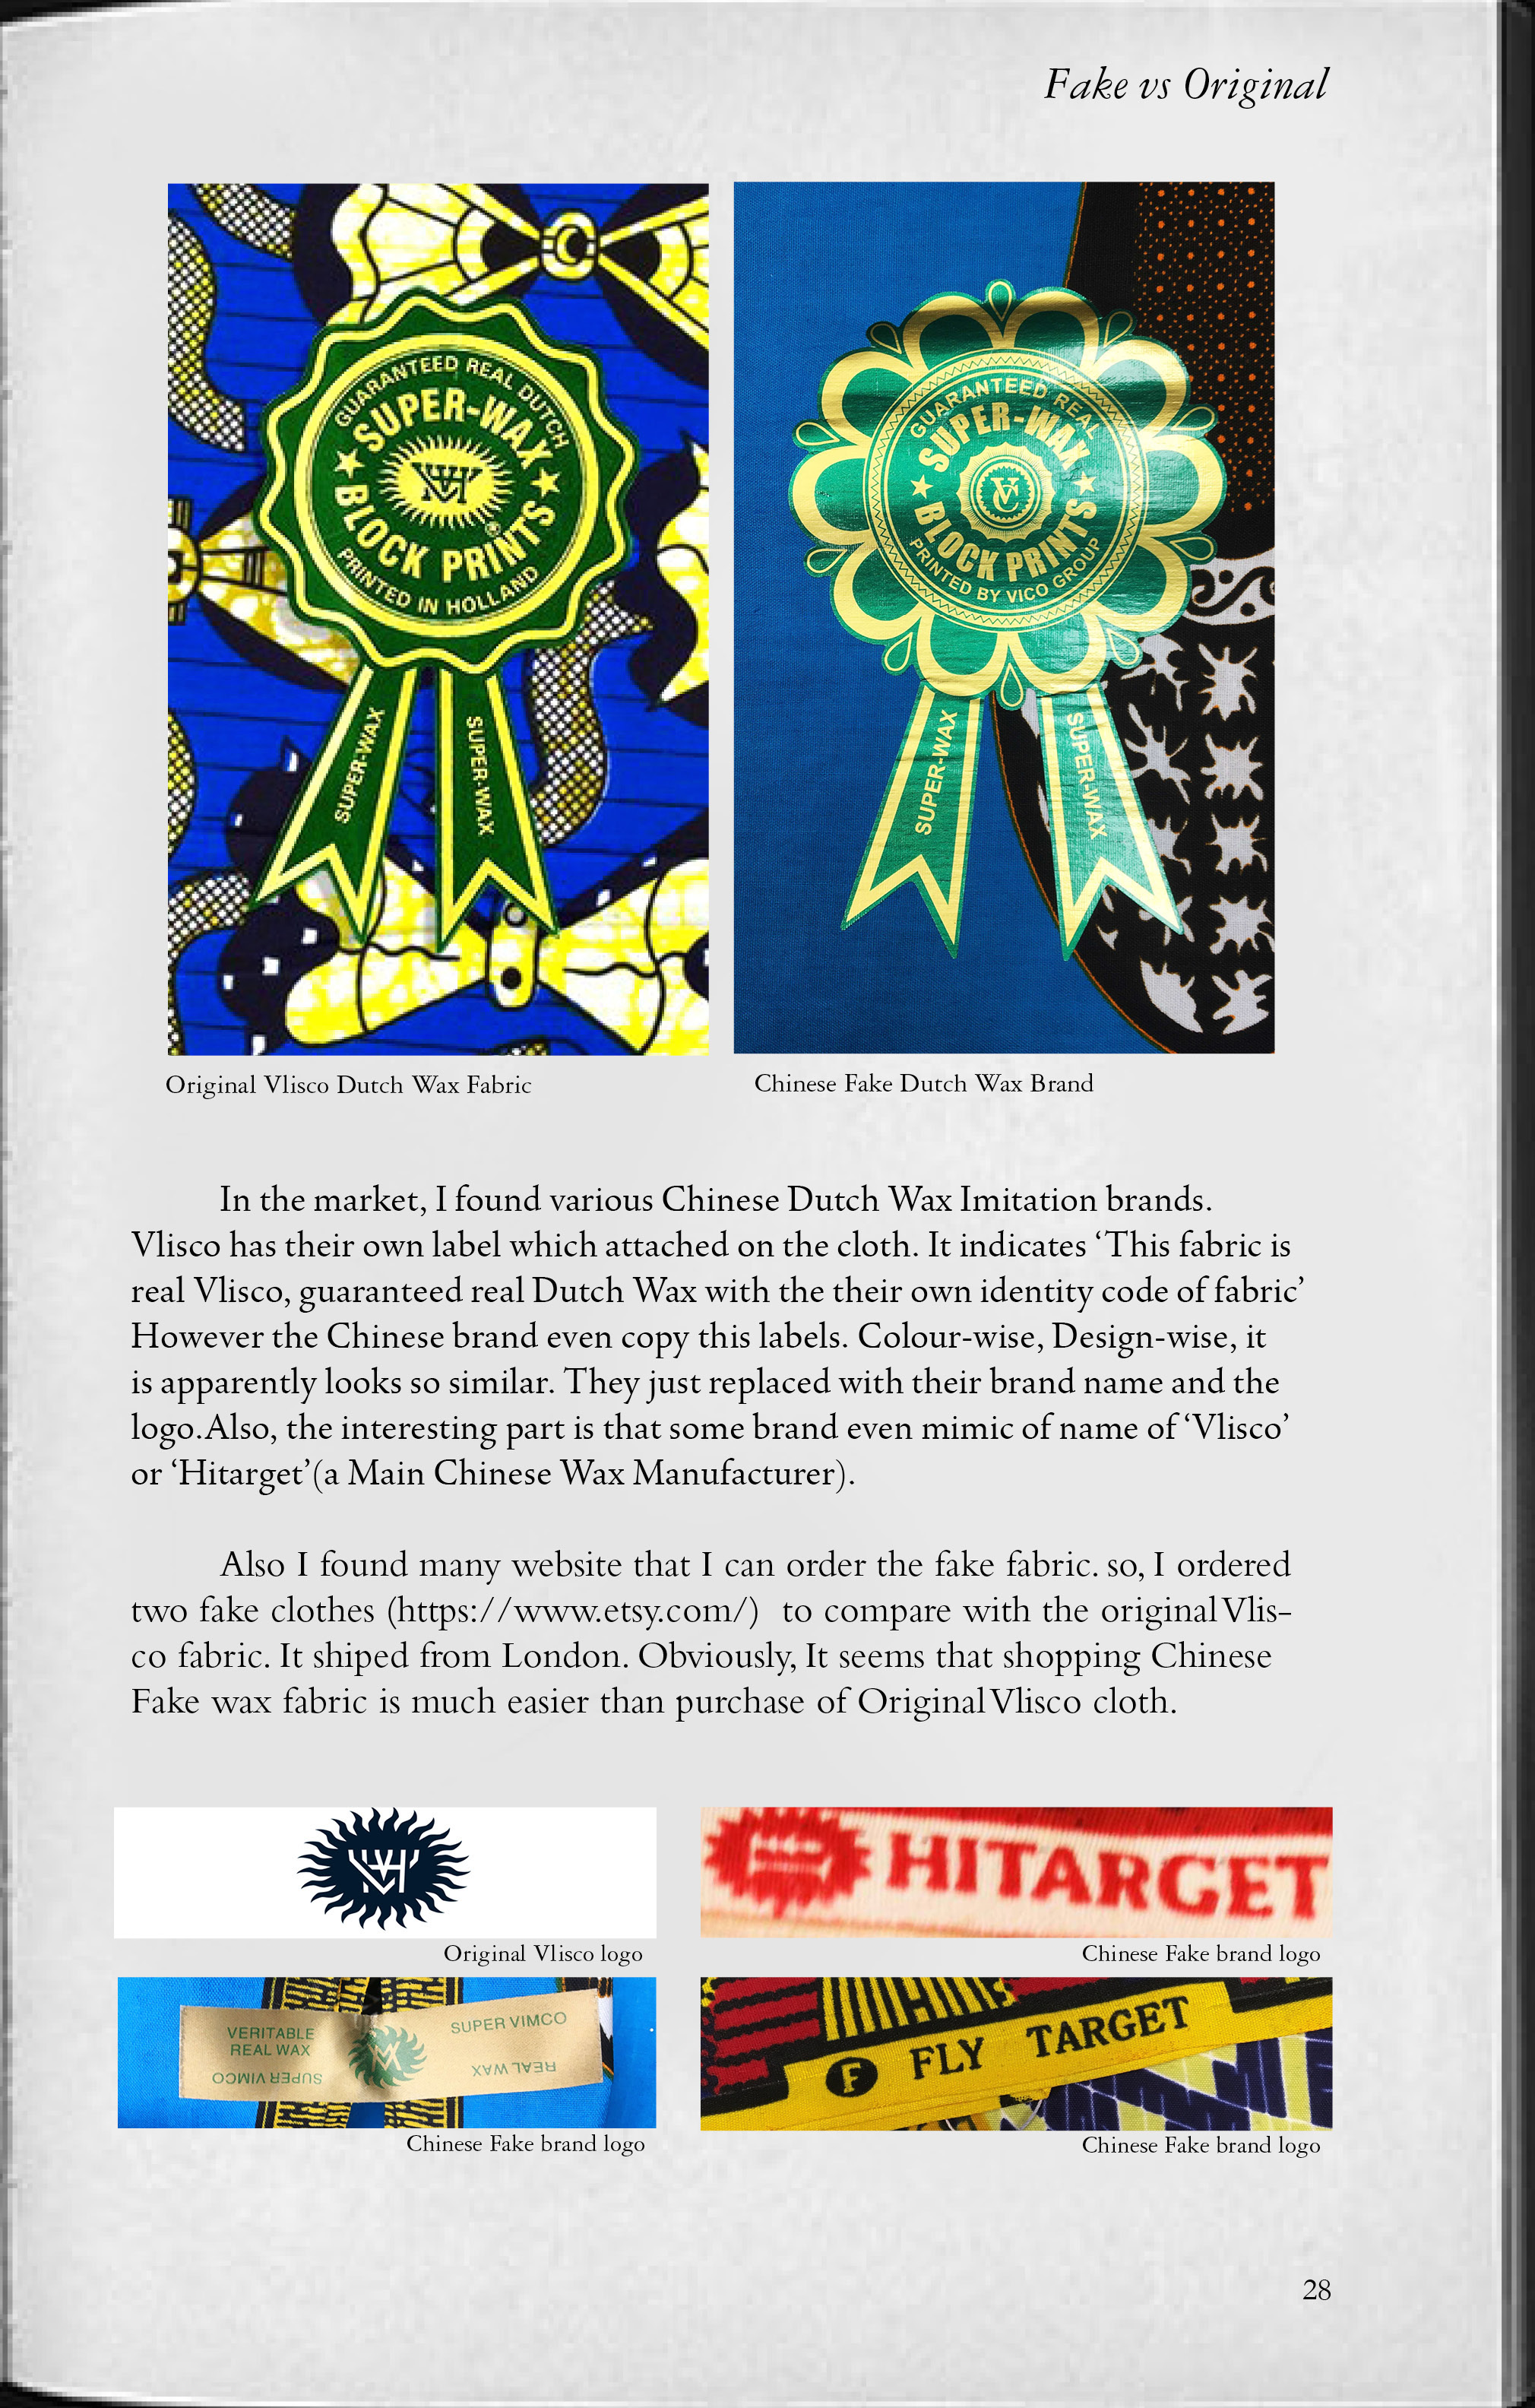 Fake vs Original
GUARANTEED REAL DUTCH
SUPER-WAX
VH
®
BLOCK PRINTS
PRINTED IN HOLLAND
SUPER-WAX
SUPER-WAX
GUARANTEED REAL
SUPER-WAX
VC
BLOCK PRINTS
PRINTED BY VICO GROUP
SUPER-WAX
SUPER-WAX
Original Vlisco Dutch Wax Fabric
Chinese Fake Dutch Wax Brand
In the market, I found various Chinese Dutch Wax Imitation brands.
Vlisco has their own label which attached on the cloth. It indicates ‘This fabric is
real Vlisco, guaranteed real Dutch Wax with the their own identity code of fabric’
However the Chinese brand even copy this labels. Colour-wise, Design-wise, it
is apparently looks so similar. They just replaced with their brand name and the
logo.Also, the interesting part is that some brand even mimic of name of ‘Vlisco’
or ‘Hitarget’(a Main Chinese Wax Manufacturer).
Also I found many website that I can order the fake fabric. so, I ordered
two fake clothes (https://www.etsy.com/) to compare with the original Vlis-
co fabric. It shiped from London. Obviously, It seems that shopping Chinese
Fake wax fabric is much easier than purchase of Original Vlisco cloth.
HITARGET
Original Vlisco logo
Chinese Fake brand logo
VERITABLE
REAL WAX
SUPER VIMCO
SUPER VIMCO
REAL WAX
F FLY TARGET
Chinese Fake brand logo
Chinese Fake brand logo
28